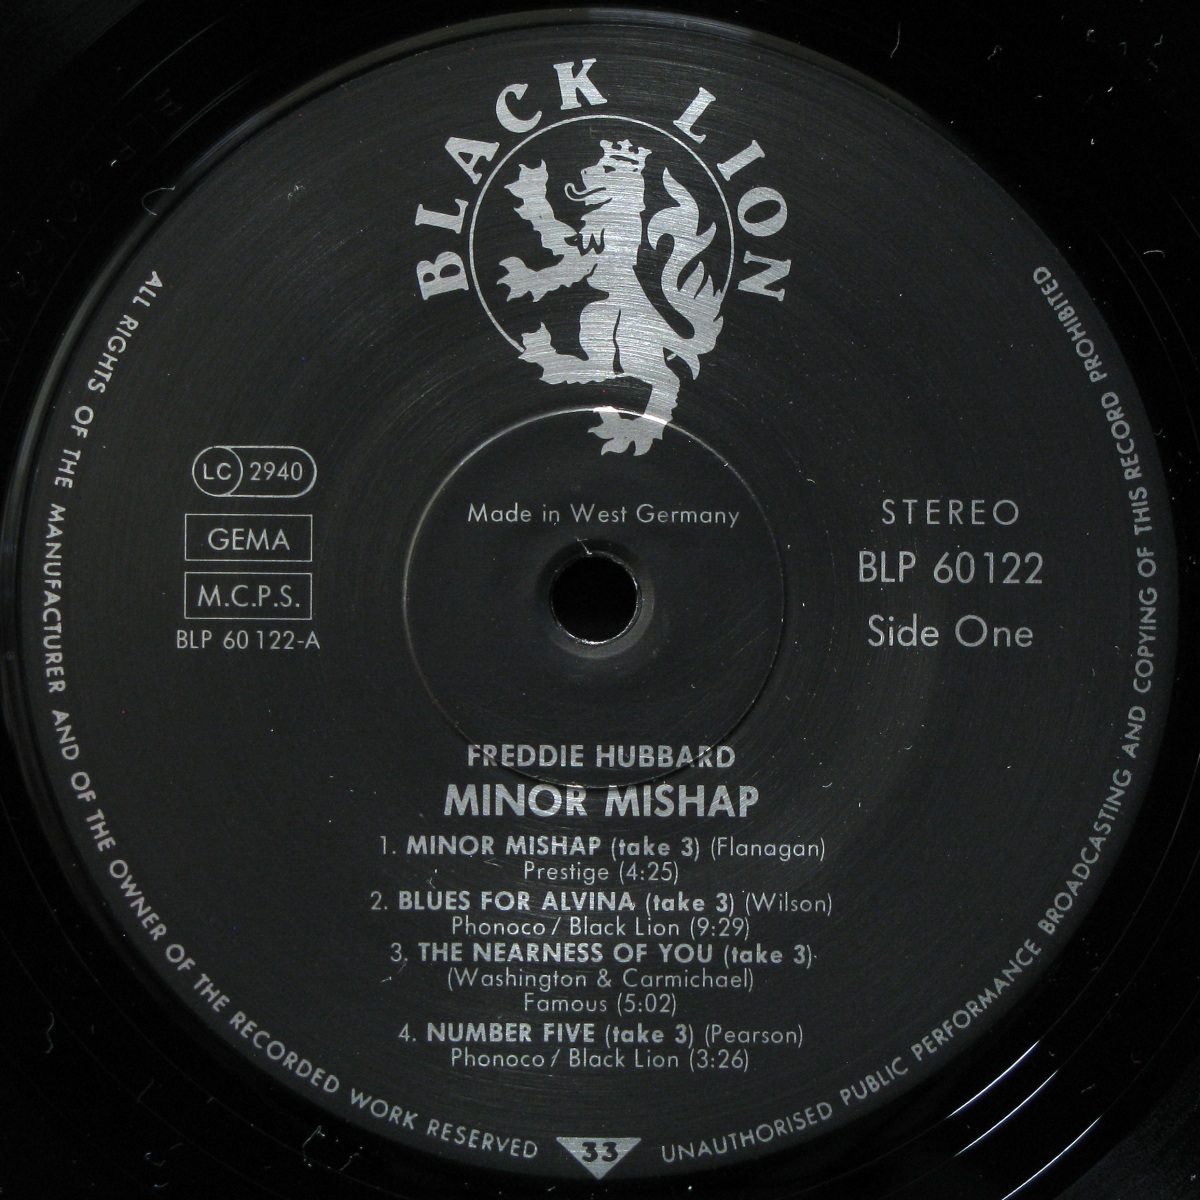 BLACK LION
ALL RIGHTS OF THE MANUFACTURER AND OF THE OWNER OF THE RECORDED WORK RESERVED
33
UNAUTHORISED PUBLIC PERFORMANCE BROADCASTING AND COPYING OF THIS RECORD PROHIBITED
LC 2940
GEMA
M.C.P.S.
BLP 60 122-A
Made in West Germany
STEREO
BLP 60122
Side One
FREDDIE HUBBARD
MINOR MISHAP
1. MINOR MISHAP (take 3) (Flanagan)
Prestige (4:25)
2. BLUES FOR ALVINA (take 3) (Wilson)
Phonoco / Black Lion (9:29)
3. THE NEARNESS OF YOU (take 3)
(Washington & Carmichael)
Famous (5:02)
4. NUMBER FIVE (take 3) (Pearson)
Phonoco / Black Lion (3:26)